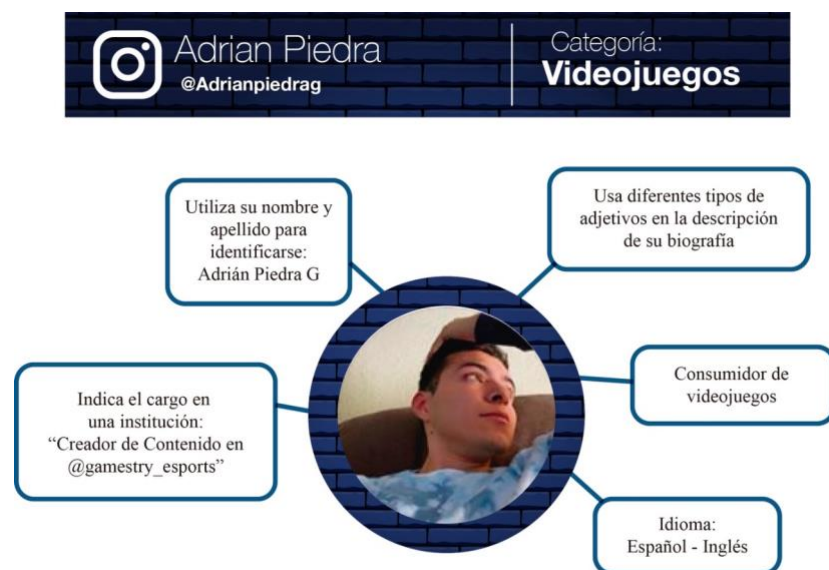 Adrian Piedra
@Adrianpiedrag
Categoría:
Videojuegos
Utiliza su nombre y
apellido para
identificarse:
Adrián Piedra G
Usa diferentes tipos de
adjetivos en la descripción
de su biografía
Indica el cargo en
una institución:
“Creador de Contenido en
@gamestry_esports”
Consumidor de
videojuegos
Idioma:
Español - Inglés